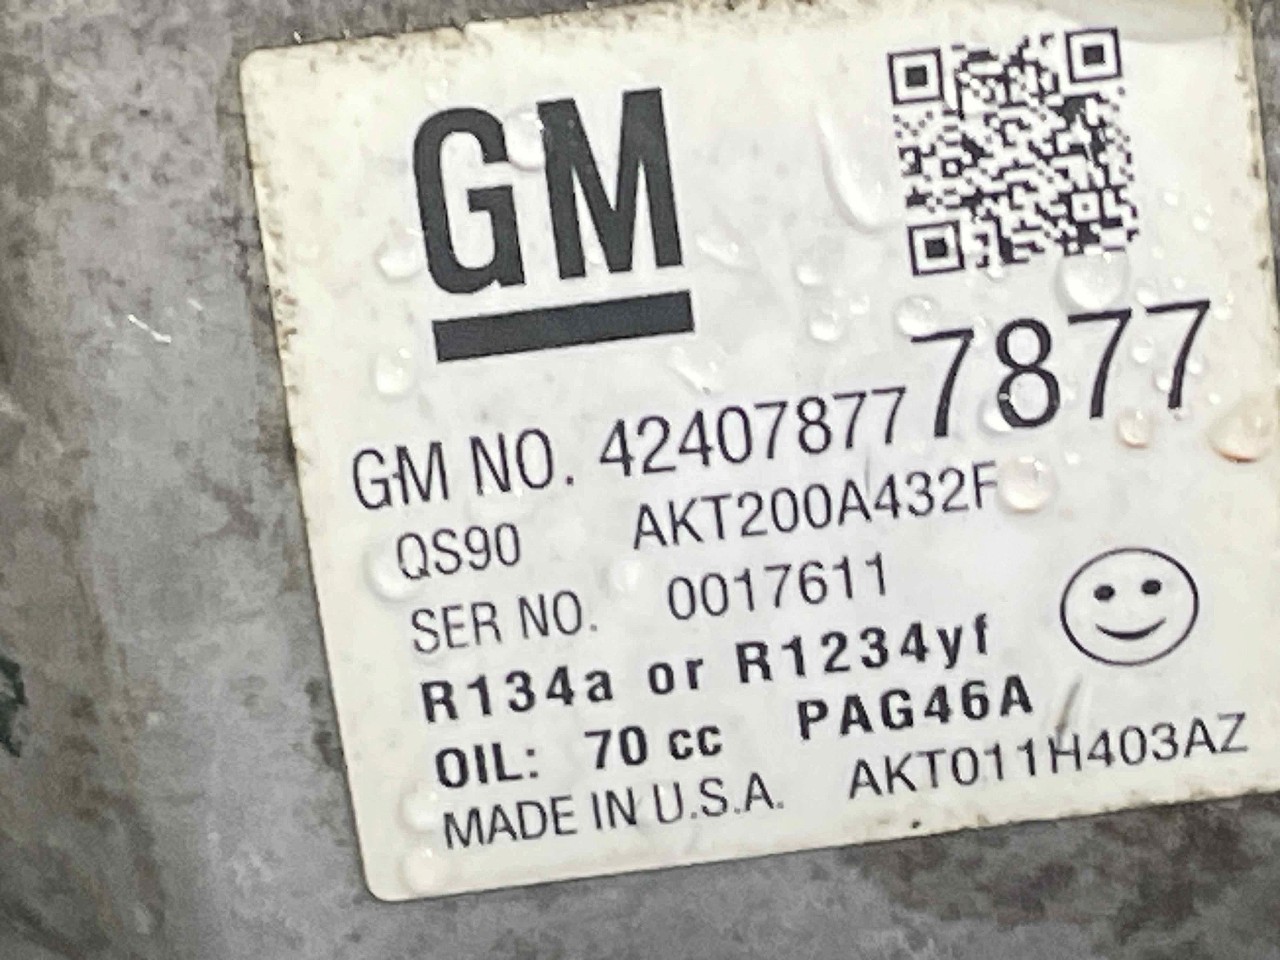 GM
7877
GM NO. 42407877
QS90 AKT200A432F
SER NO. 0017611
R134a or R1234yf
OIL: 70 cc PAG46A
MADE IN U.S.A. AKT011H403AZ